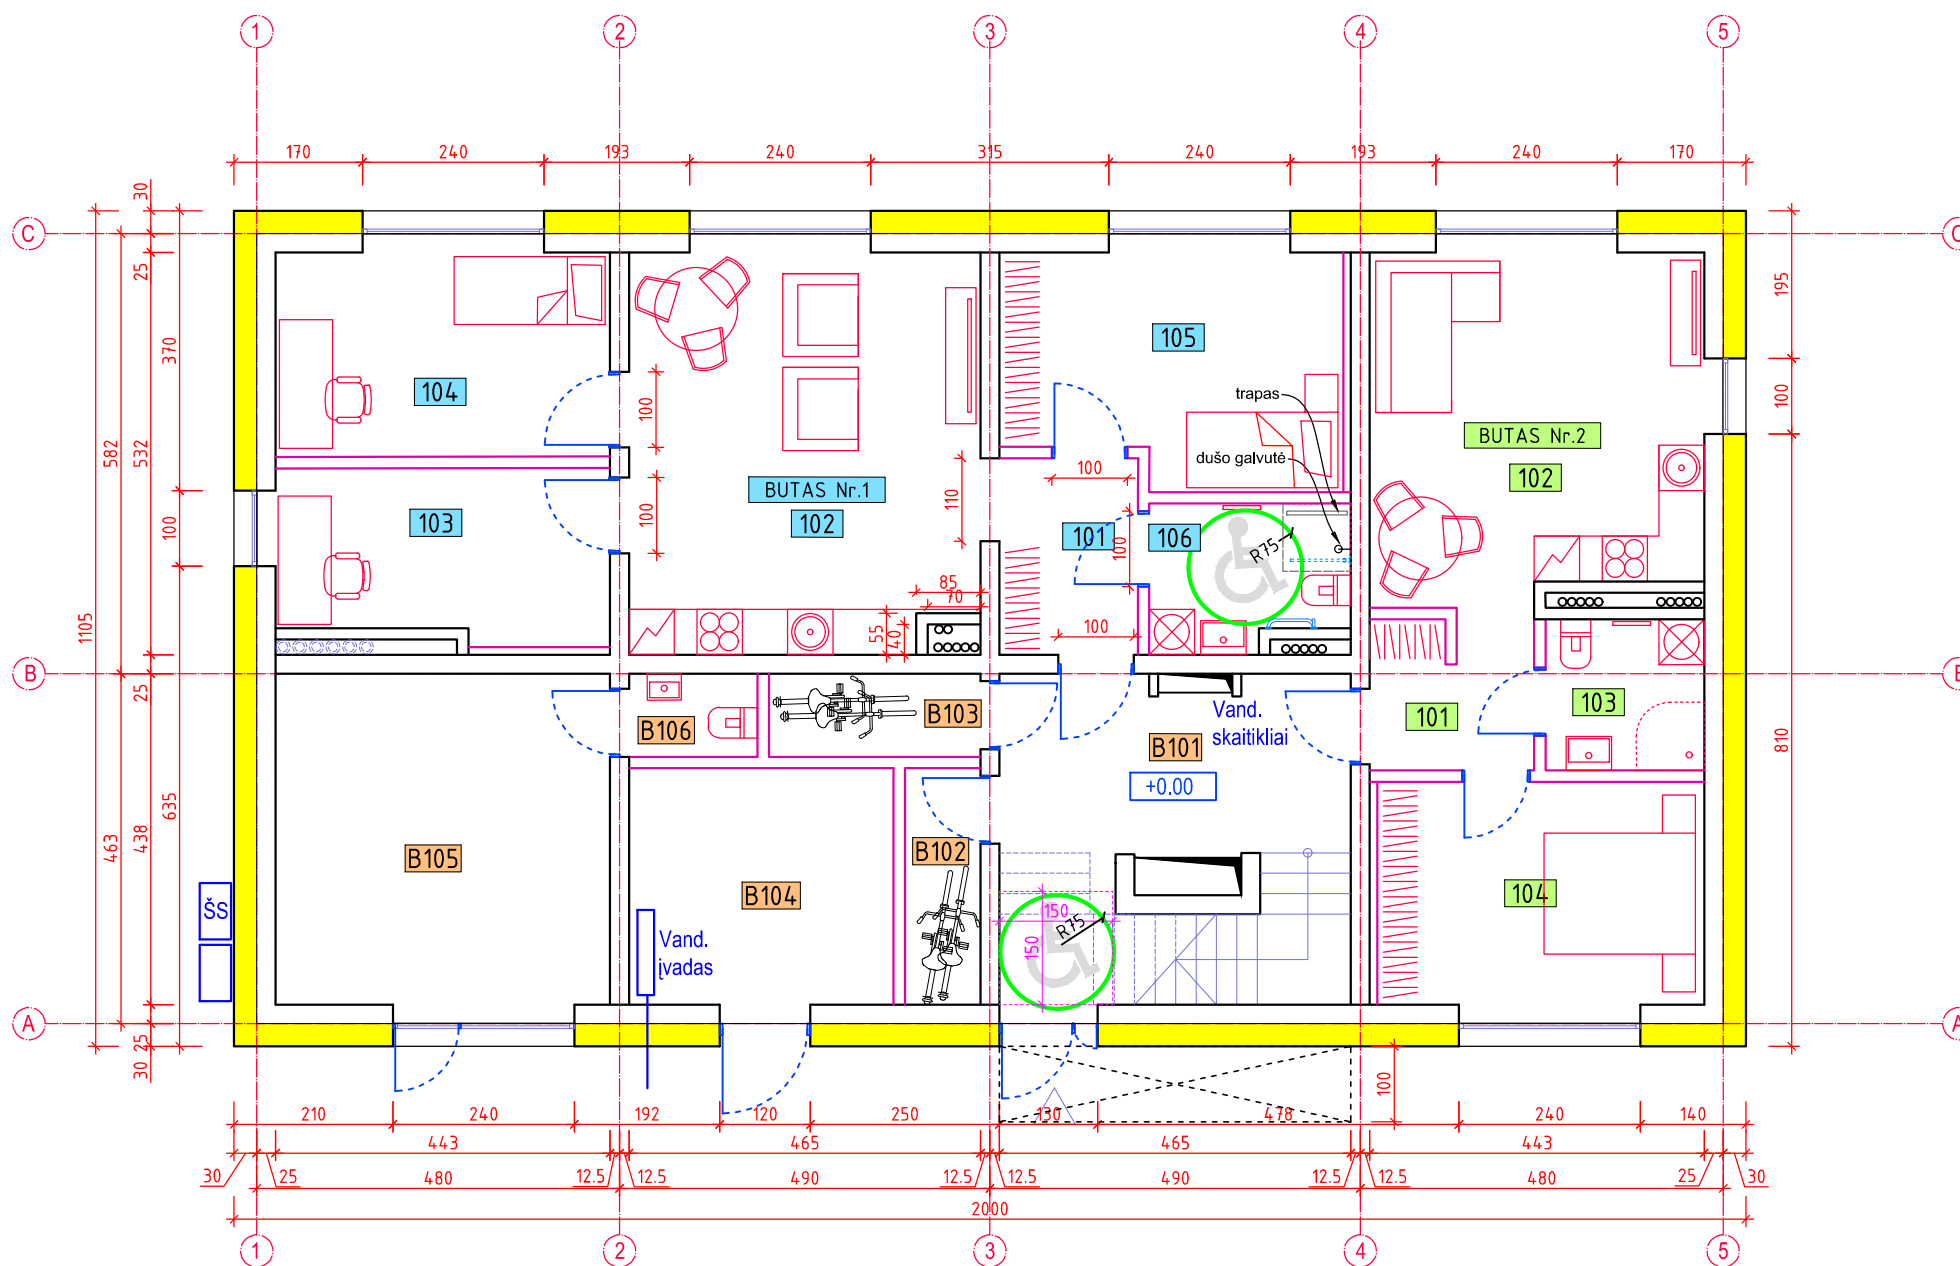 1 2 3 4 5
170 240 193 240 315 240 193 240 170
C C
30
25
370
582
532
195
105
104
100
trapas
100
BUTAS Nr.2
102
dušo galvutė
100
110
BUTAS Nr.1
102
103
100
100
101
100
106
R75
1105
85
70
55
40
100
B B
25
B106
B103
Vand.
skaitikliai
101
103
B101
+0.00
810
635
463
438
B105
B102
B104
104
ŠS
150
R75
150
Vand.
įvadas
A A
25
30
100
210 240 192 120 250 130 478 240 140
443 465 465 443
30 25 480 12.5 12.5 490 12.5 12.5 490 12.5 12.5 480 25 30
2000
1 2 3 4 5